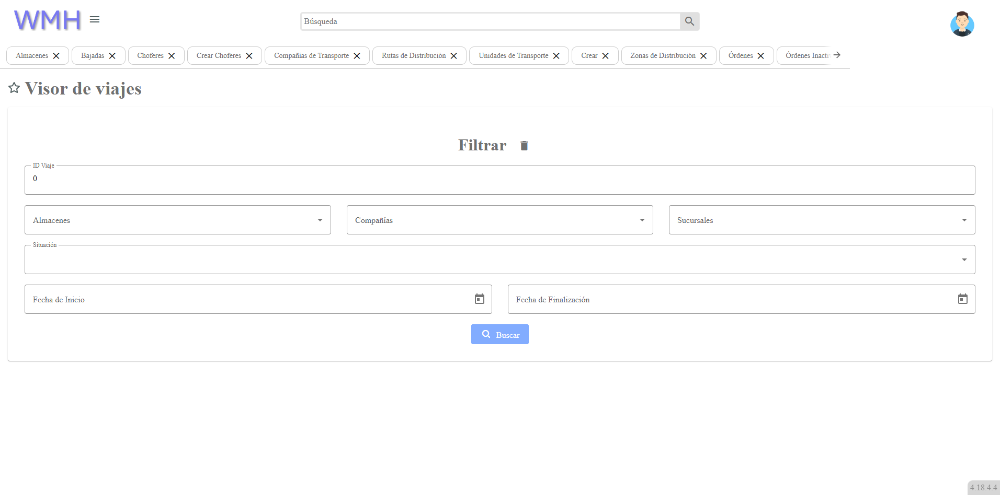 WMH
Búsqueda
Almacenes Bajadas Choferes Crear Choferes Compañías de Transporte Rutas de Distribución Unidades de Transporte Crear Zonas de Distribución Órdenes Órdenes Inacti
Visor de viajes
Filtrar
ID Viaje
0
Almacenes Compañías Sucursales
Situación
Fecha de Inicio Fecha de Finalización
Buscar
4.18.4.4